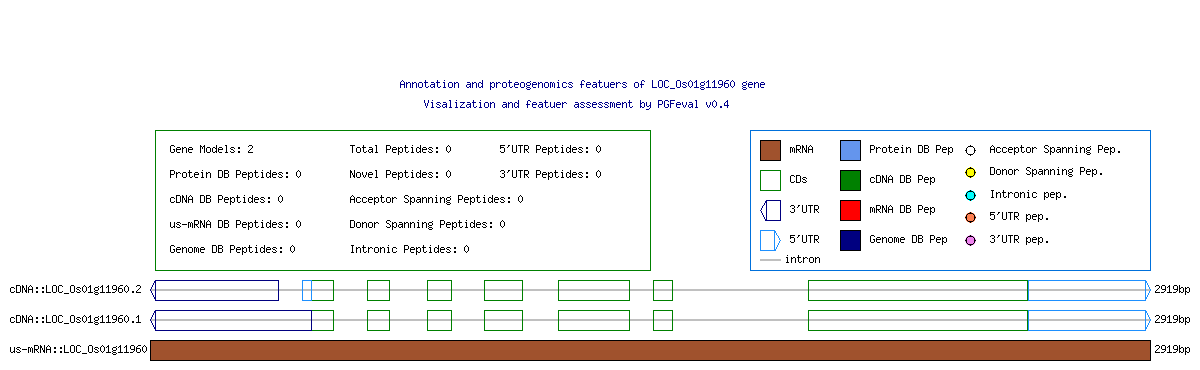 Annotation and proteogenomics featuers of LOC_Os01g11960 gene
Visalization and featuer assessment by PGFeval v0.4
Gene Models: 2 Total Peptides: 0 5'UTR Peptides: 0
Protein DB Peptides: 0 Novel Peptides: 0 3'UTR Peptides: 0
cDNA DB Peptides: 0 Acceptor Spanning Peptides: 0
us-mRNA DB Peptides: 0 Donor Spanning Peptides: 0
Genome DB Peptides: 0 Intronic Peptides: 0
mRNA Protein DB Pep Acceptor Spanning Pep.
CDs cDNA DB Pep Donor Spanning Pep.
3'UTR mRNA DB Pep Intronic pep.
5'UTR Genome DB Pep 5'UTR pep.
intron 3'UTR pep.
cDNA::LOC_Os01g11960.2 2919bp
cDNA::LOC_Os01g11960.1 2919bp
us-mRNA::LOC_Os01g11960 2919bp